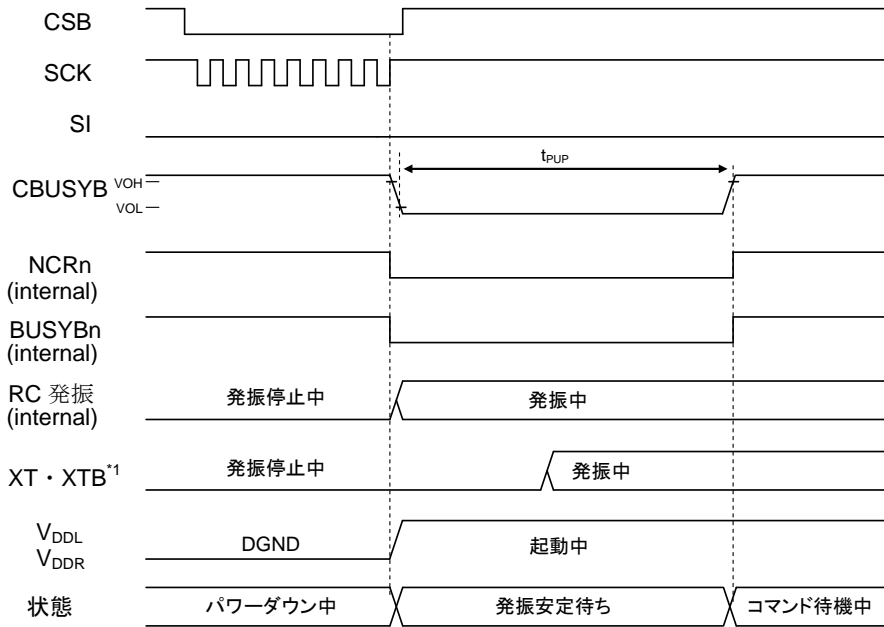 CSB
SCK
SI
tPUP
CBUSYB VOH
VOL
NCRn
(internal)
BUSYBn
(internal)
RC 発振
(internal)
発振停止中 発振中
XT・XTB*1 発振停止中 発振中
VDDL
VDDR
DGND 起動中
状態 パワーダウン中 発振安定待ち コマンド待機中